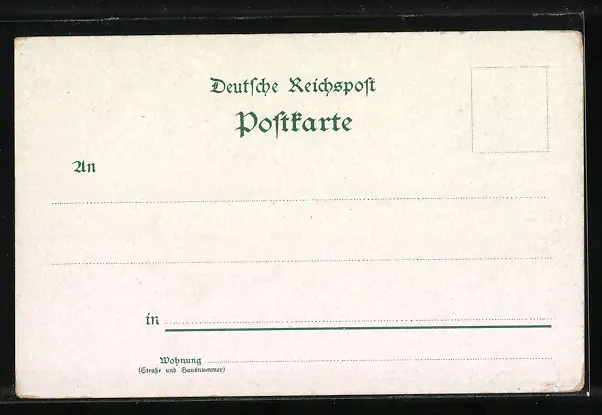 Deutſche Reichspoſt
Poſtkarte
An
in
Wohnung
(Straße und Hausnummer)